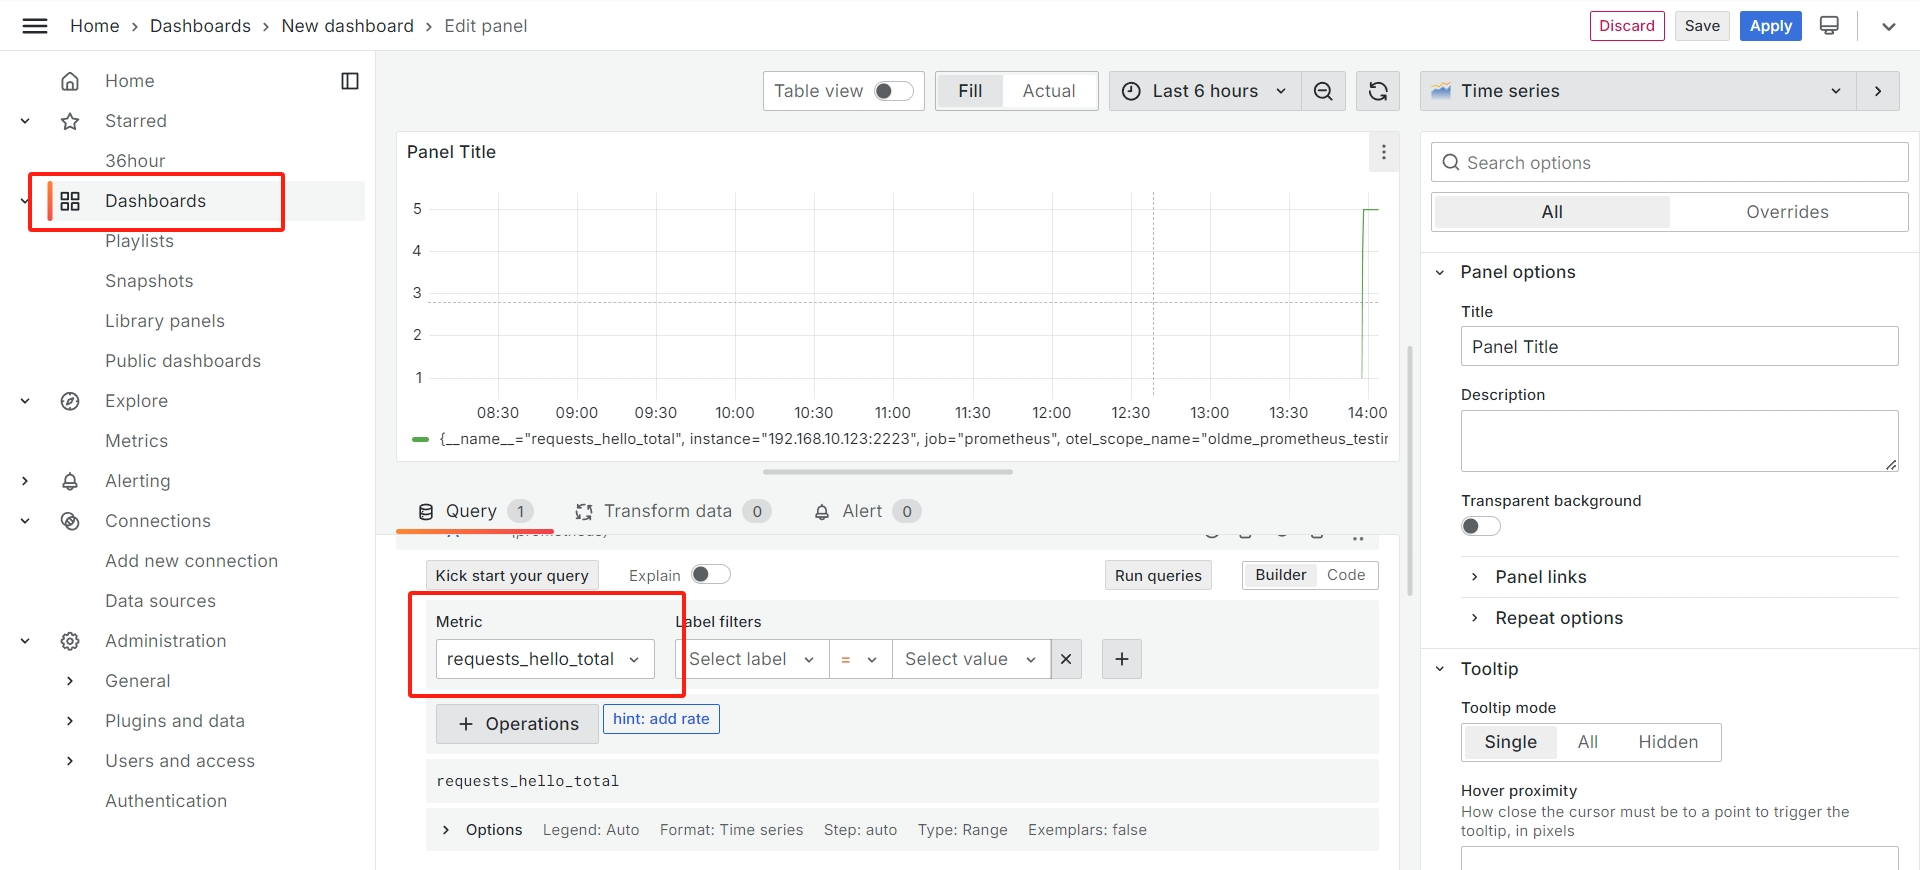 Home › Dashboards › New dashboard › Edit panel
Discard
Save
Apply
Home
Starred
36hour
Dashboards
Playlists
Snapshots
Library panels
Public dashboards
Explore
Metrics
Alerting
Connections
Add new connection
Data sources
Administration
General
Plugins and data
Users and access
Authentication
Table view
Fill
Actual
Last 6 hours
Panel Title
5
4
3
2
1
08:30 09:00 09:30 10:00 10:30 11:00 11:30 12:00 12:30 13:00 13:30 14:00
{__name__="requests_hello_total", instance="192.168.10.123:2223", job="prometheus", otel_scope_name="oldme_prometheus_testin
Query 1
Transform data 0
Alert 0
(prometheus)
Kick start your query
Explain
Run queries
Builder
Code
Metric
Label filters
requests_hello_total
Select label
=
Select value
+ Operations
hint: add rate
requests_hello_total
Options Legend: Auto Format: Time series Step: auto Type: Range Exemplars: false
Time series
Search options
All
Overrides
Panel options
Title
Panel Title
Description
Transparent background
Panel links
Repeat options
Tooltip
Tooltip mode
Single
All
Hidden
Hover proximity
How close the cursor must be to a point to trigger the
tooltip, in pixels